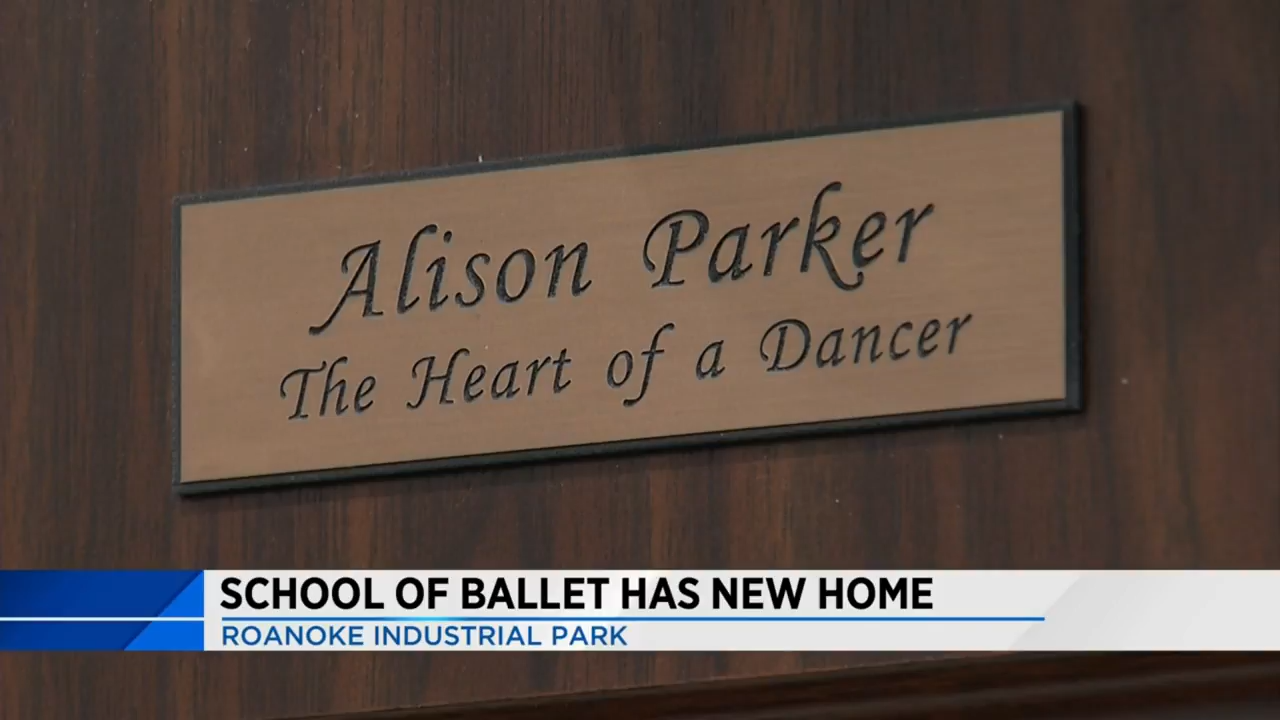 Alison Parker
The Heart of a Dancer
SCHOOL OF BALLET HAS NEW HOME
ROANOKE INDUSTRIAL PARK